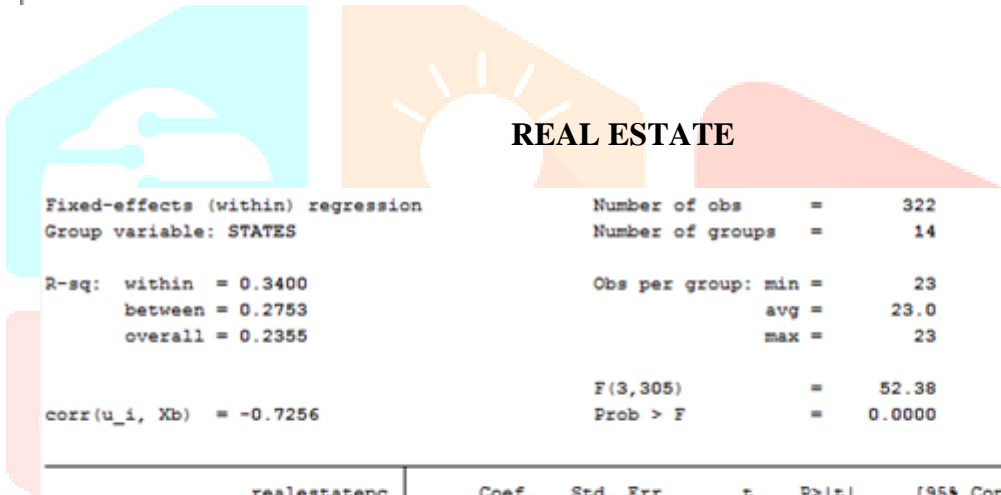 REAL ESTATE
Fixed-effects (within) regression Number of obs = 322
Group variable: STATES Number of groups = 14
R-sq: within = 0.3400 Obs per group: min = 23
between = 0.2753 avg = 23.0
overall = 0.2355 max = 23
F(3,305) = 52.38
corr(u_i, Xb) = -0.7256 Prob > F = 0.0000
realestatepc Coef. Std. Err. t P>|t| [95% Con